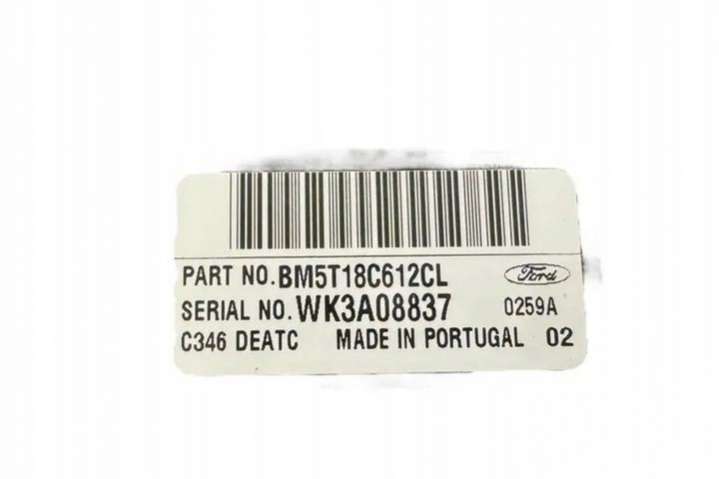 PART NO. BM5T18C612CL Ford
SERIAL NO. WK3A08837 0259A
C346 DEATC MADE IN PORTUGAL 02